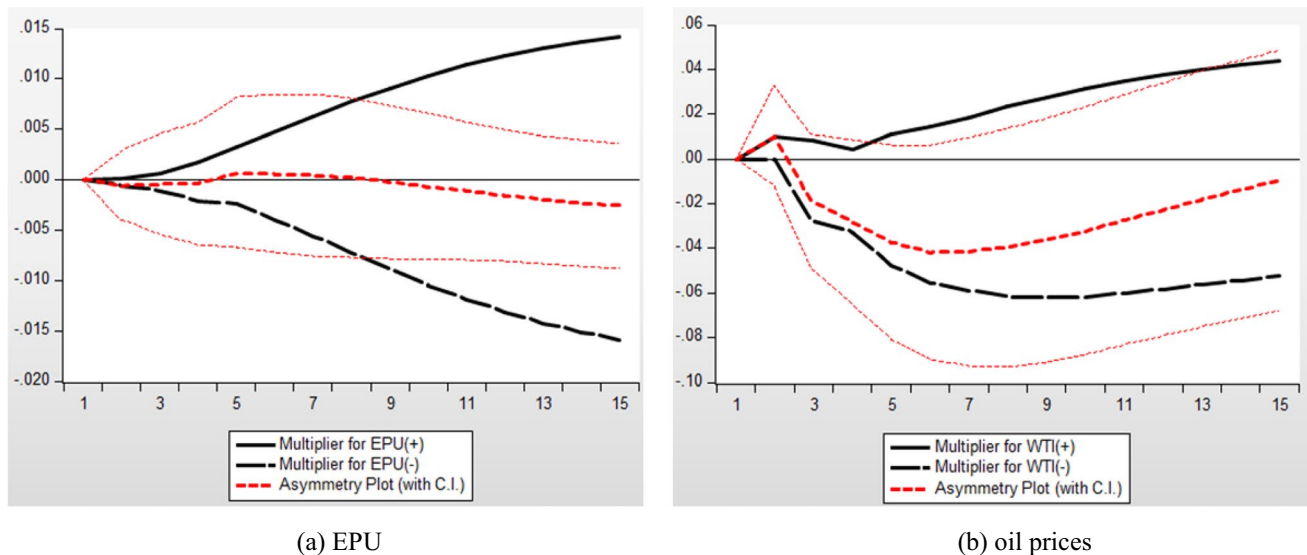 .015
.010
.005
.000
-.005
-.010
-.015
-.020
1 3 5 7 9 11 13 15
Multiplier for EPU(+)
Multiplier for EPU(-)
Asymmetry Plot (with C.I.)
(a) EPU
.06
.04
.02
.00
-.02
-.04
-.06
-.08
-.10
1 3 5 7 9 11 13 15
Multiplier for WTI(+)
Multiplier for WTI(-)
Asymmetry Plot (with C.I.)
(b) oil prices